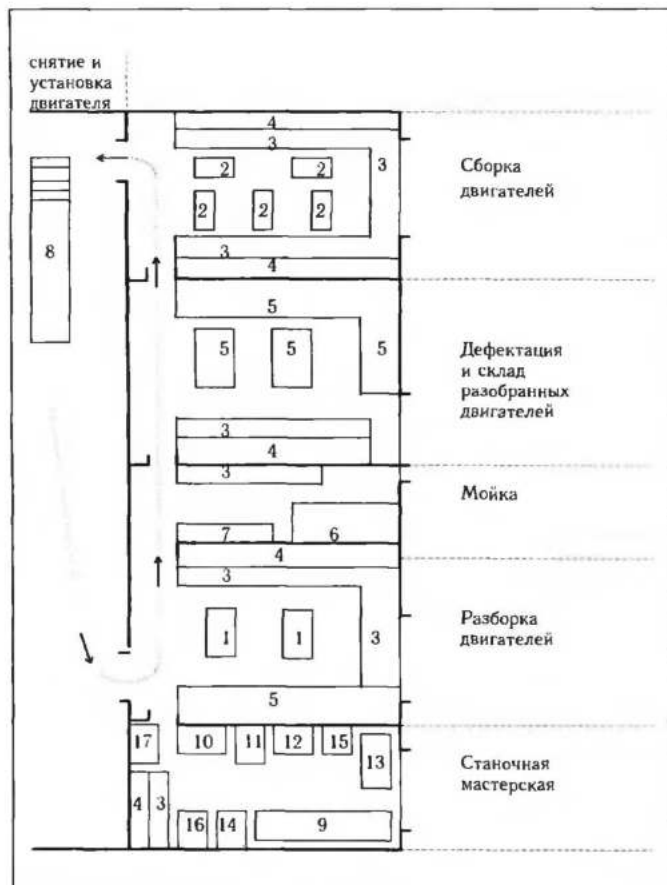 снятие и
установка
двигателя
4
3
3
2
2
2
2
2
3
4
8
Сборка
двигателей
5
5
5
5
3
4
Дефектация
и склад
разобранных
двигателей
3
7
6
Мойка
4
3
1
1
3
5
Разборка
двигателей
17
10
11
12
15
13
4
3
16
14
9
Станочная
мастерская